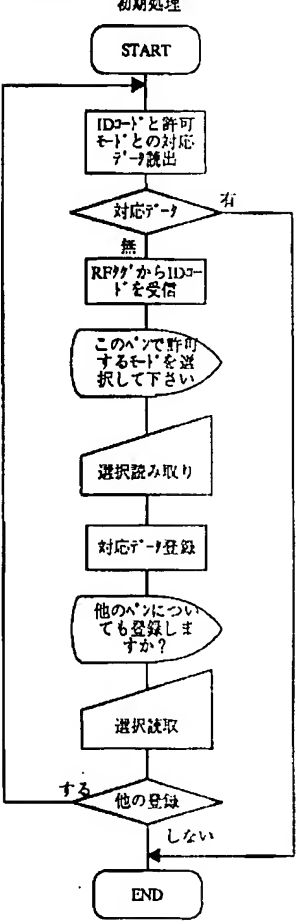 初期処理
START
IDコードと許可
モードとの対応
データ読出
対応データ
有
無
RFタグからIDコー
ドを受信
このペンで許可
するモードを選
択して下さい
選択読み取り
対応データ登録
他のペンについ
ても登録しま
すか?
選択読取
する
他の登録
しない
END